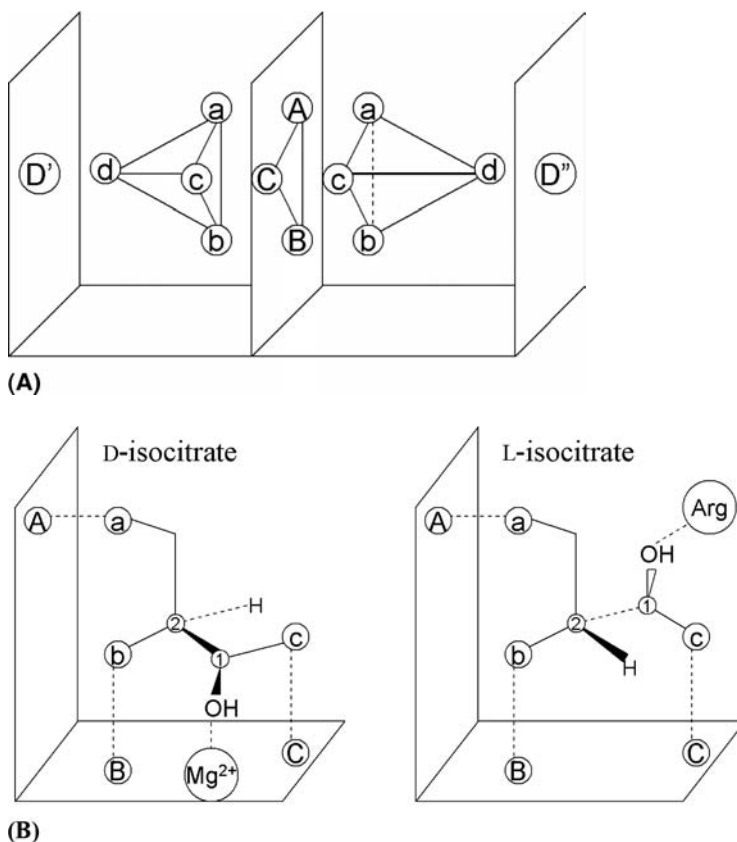 a A a
D' d c C c d D"
b B b
(A)
D-isocitrate L-isocitrate
A a A a Arg
OH
2 H 1
b 1 c b 2 c
H
OH
B Mg2+ C B C
(B)